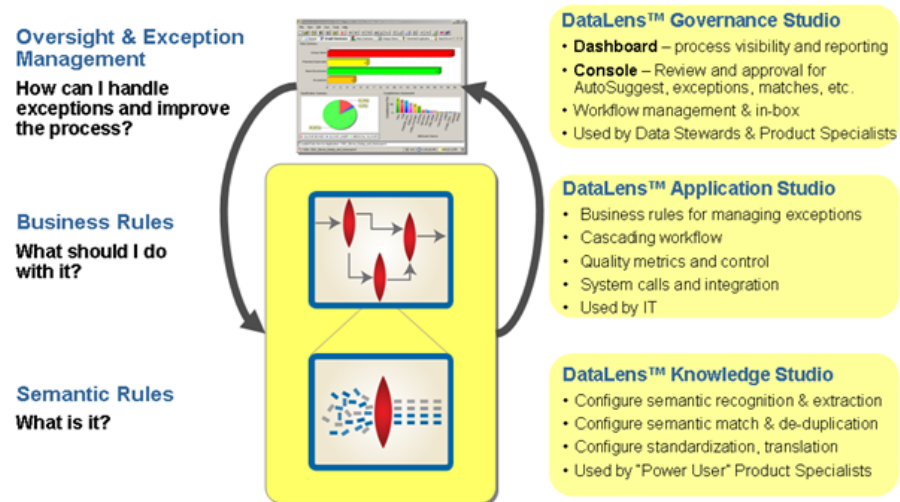 Oversight & Exception
Management
How can I handle
exceptions and improve
the process?
Business Rules
What should I do
with it?
Semantic Rules
What is it?
DataLens™ Governance Studio
• Dashboard – process visibility and reporting
• Console – Review and approval for
AutoSuggest, exceptions, matches, etc.
• Workflow management & in-box
• Used by Data Stewards & Product Specialists
DataLens™ Application Studio
• Business rules for managing exceptions
• Cascading workflow
• Quality metrics and control
• System calls and integration
• Used by IT
DataLens™ Knowledge Studio
• Configure semantic recognition & extraction
• Configure semantic match & de-duplication
• Configure standardization, translation
• Used by "Power User" Product Specialists